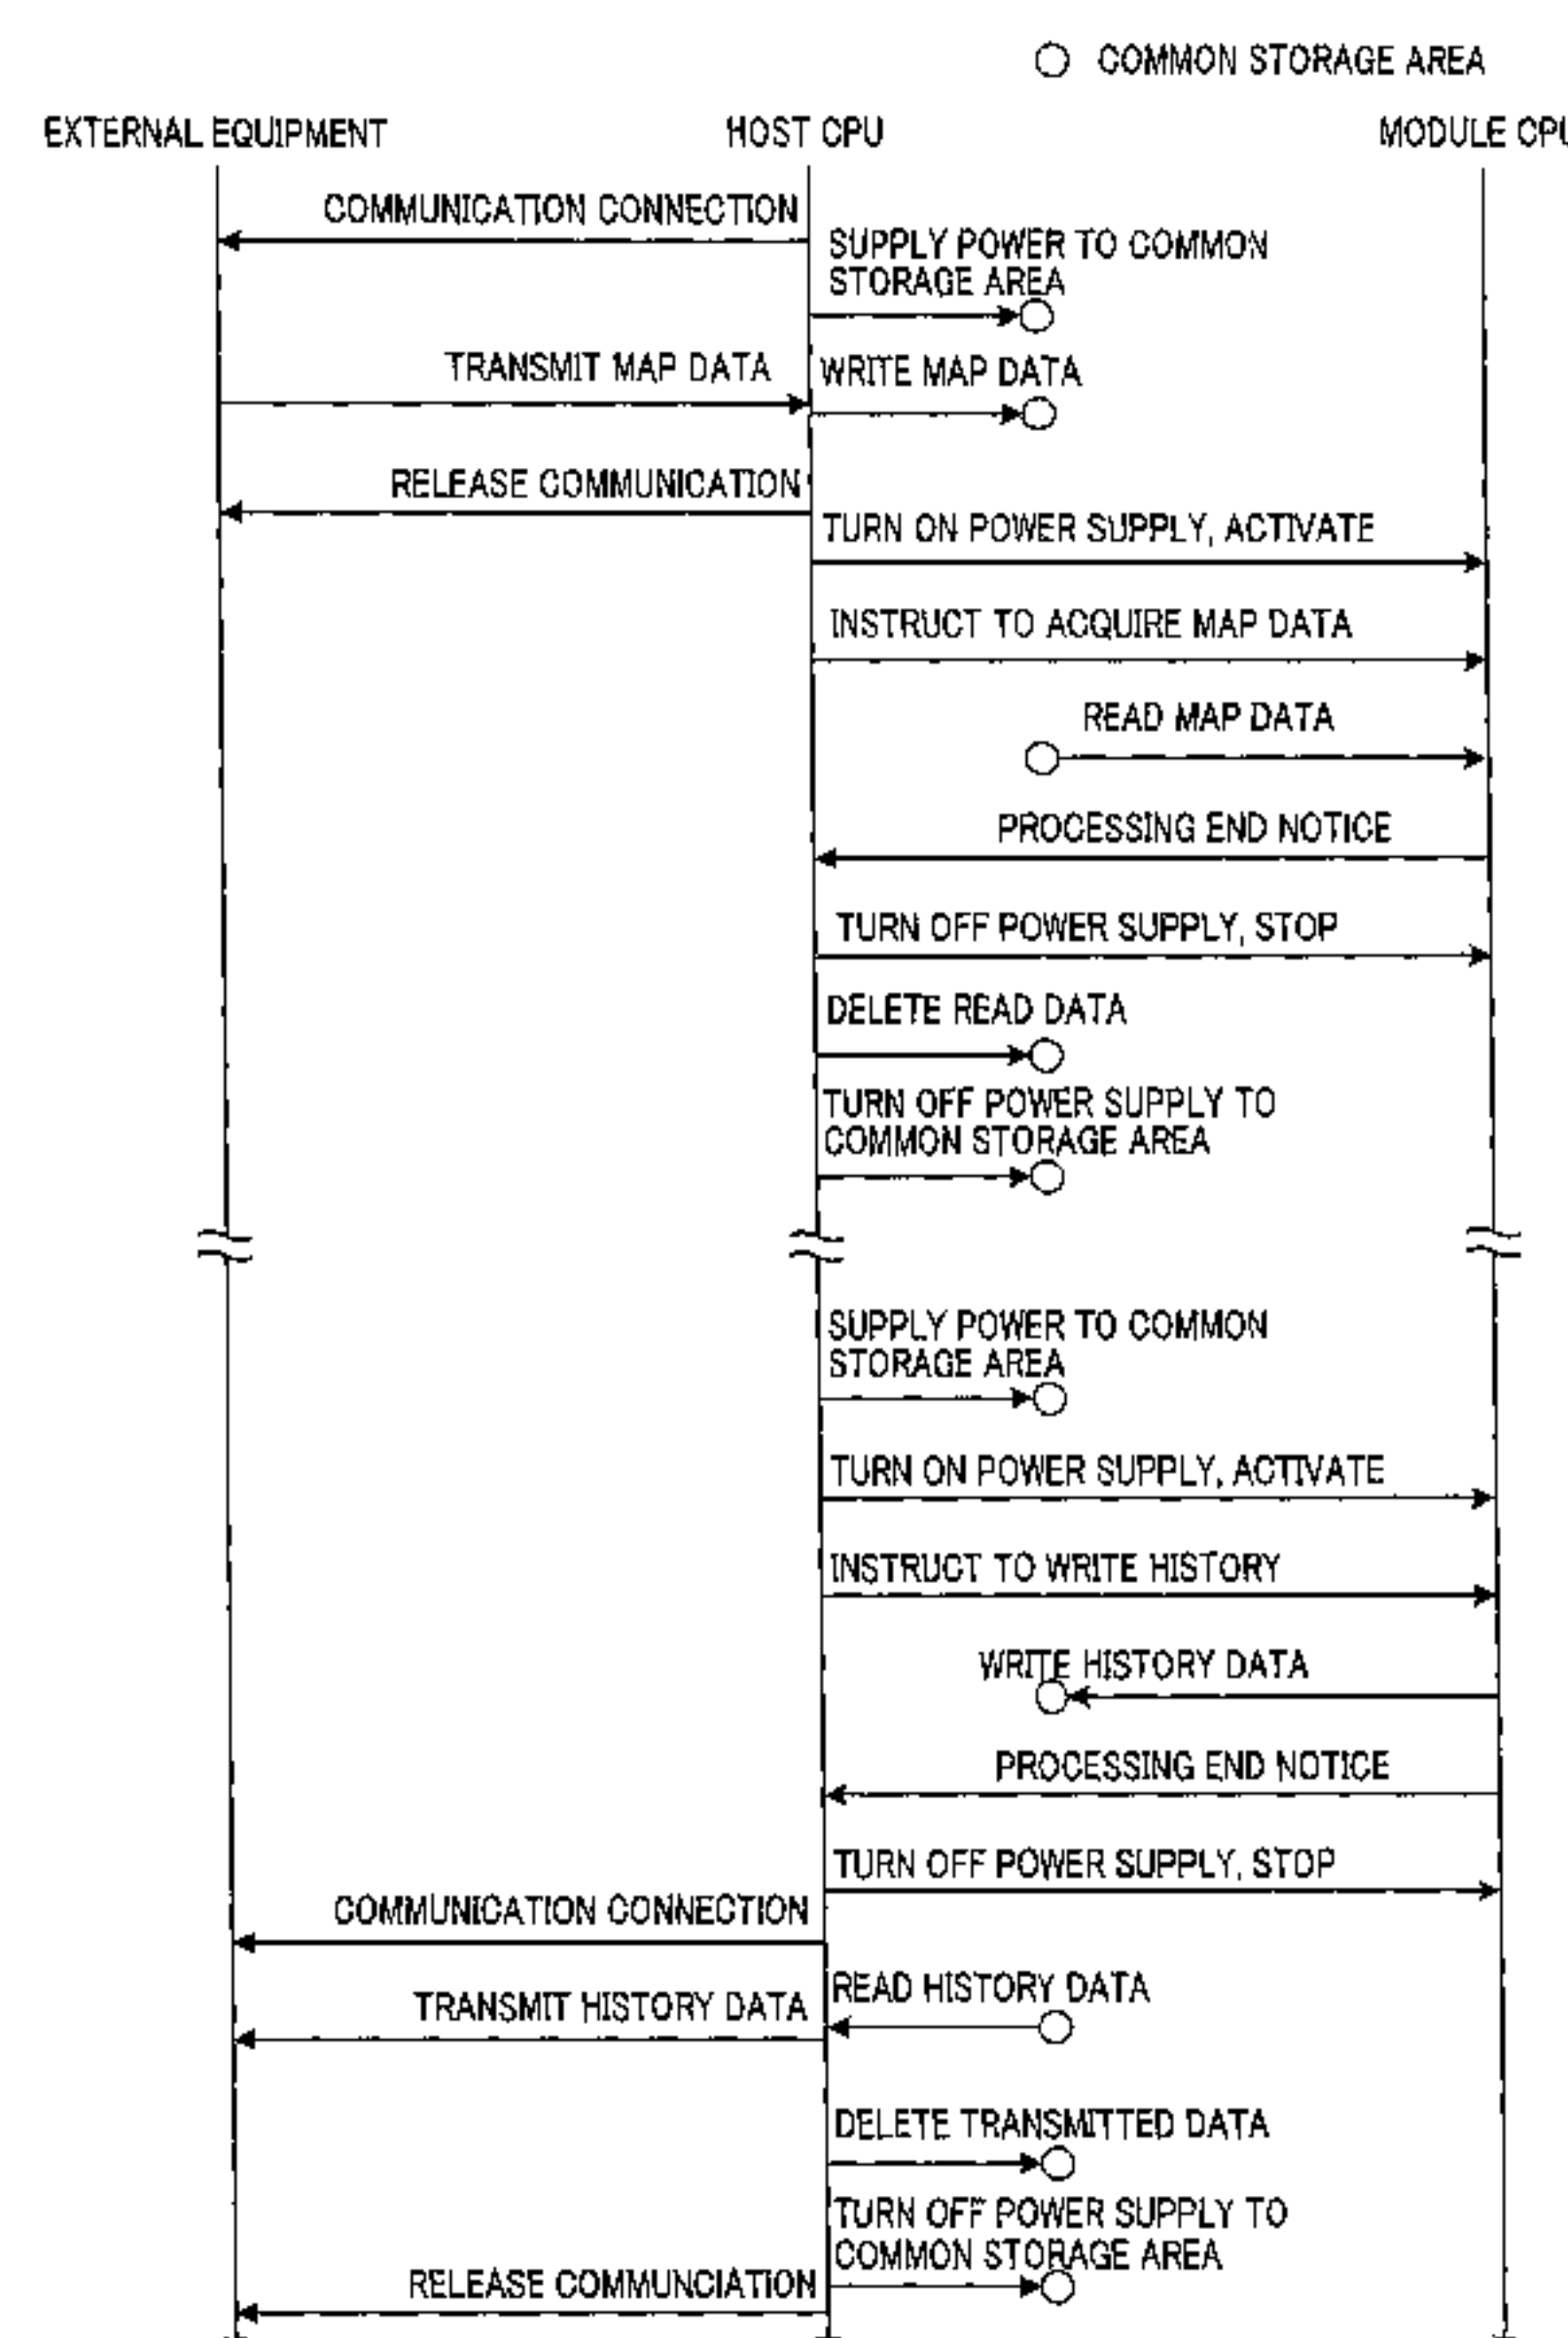 COMMON STORAGE AREA
EXTERNAL EQUIPMENT
HOST CPU
MODULE CPU
COMMUNICATION CONNECTION
SUPPLY POWER TO COMMON
STORAGE AREA
TRANSMIT MAP DATA
WRITE MAP DATA
RELEASE COMMUNICATION
TURN ON POWER SUPPLY, ACTIVATE
INSTRUCT TO ACQUIRE MAP DATA
READ MAP DATA
PROCESSING END NOTICE
TURN OFF POWER SUPPLY, STOP
DELETE READ DATA
TURN OFF POWER SUPPLY TO
COMMON STORAGE AREA
SUPPLY POWER TO COMMON
STORAGE AREA
TURN ON POWER SUPPLY, ACTIVATE
INSTRUCT TO WRITE HISTORY
WRITE HISTORY DATA
PROCESSING END NOTICE
TURN OFF POWER SUPPLY, STOP
COMMUNICATION CONNECTION
READ HISTORY DATA
TRANSMIT HISTORY DATA
DELETE TRANSMITTED DATA
TURN OFF POWER SUPPLY TO
COMMON STORAGE AREA
RELEASE COMMUNCIATION